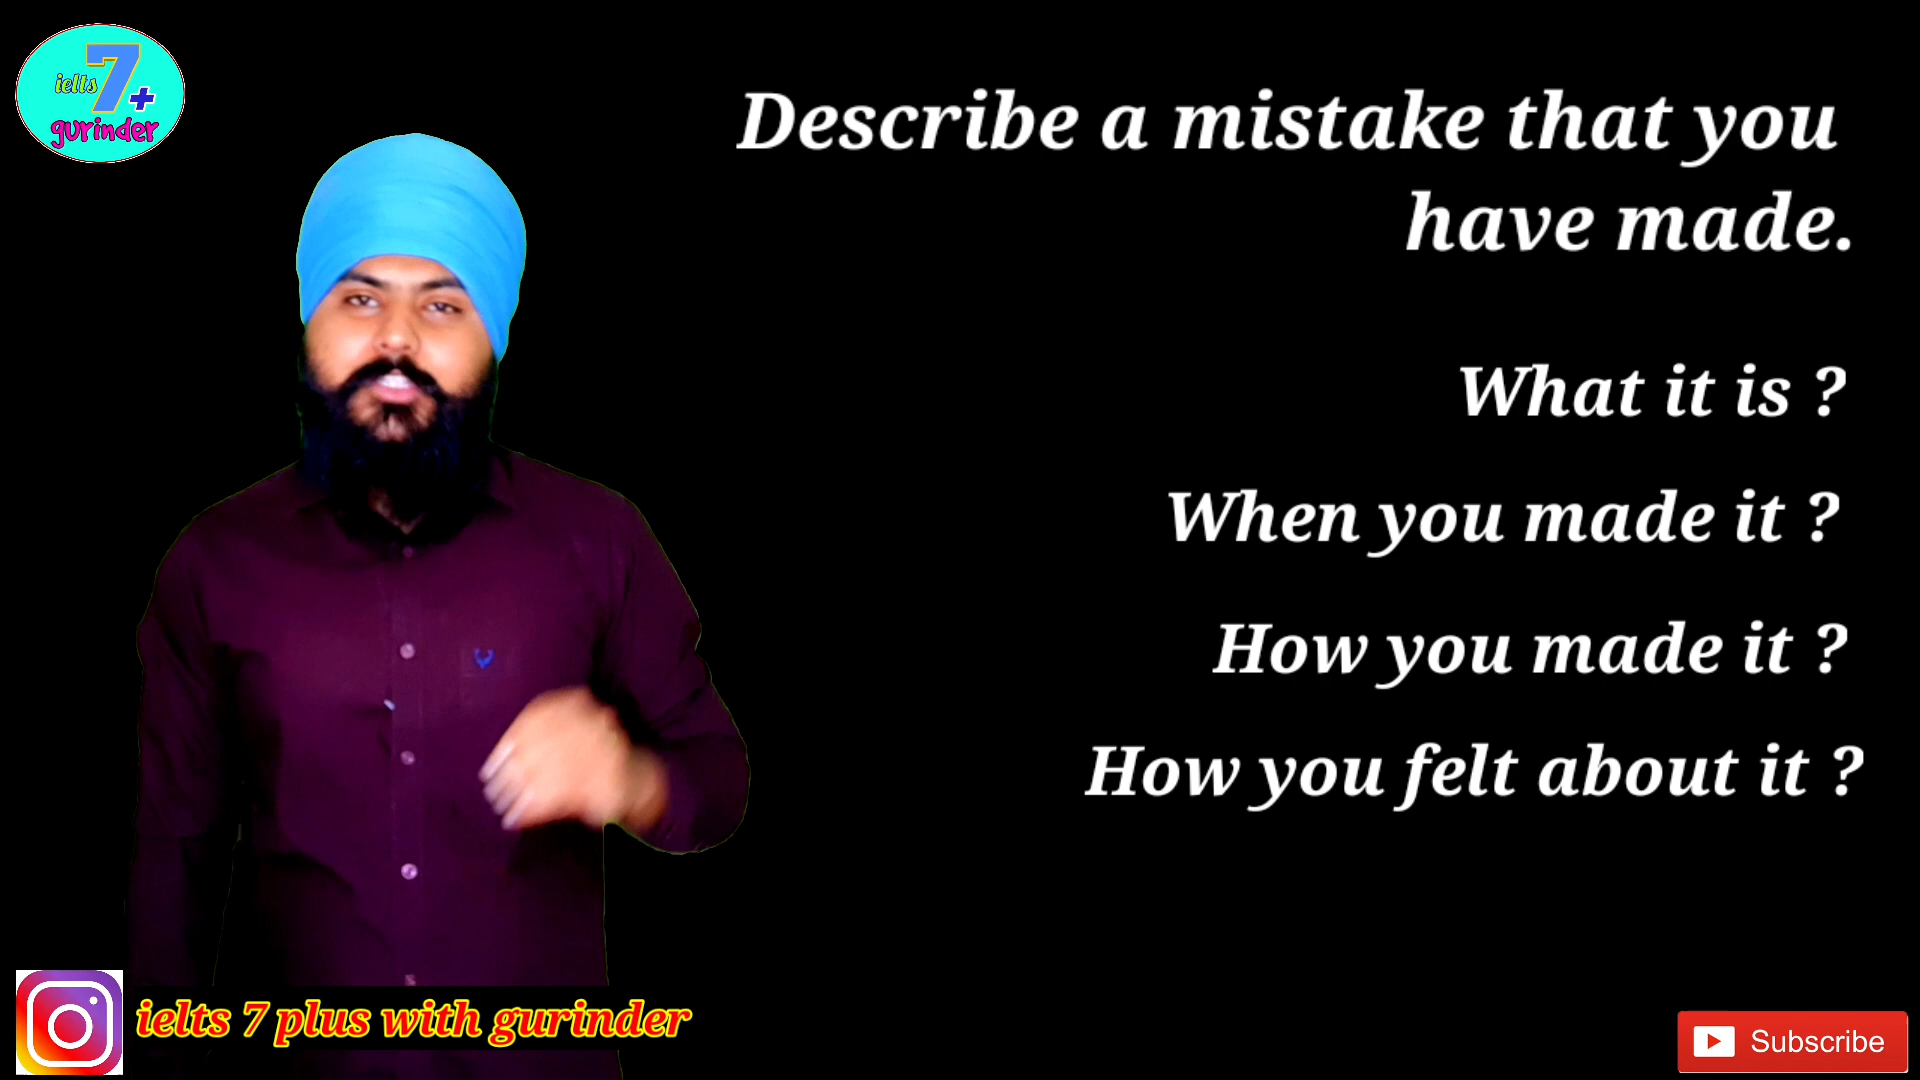 ielts 7+
gurinder
Describe a mistake that you
have made.
What it is ?
When you made it ?
How you made it ?
How you felt about it ?
ielts 7 plus with gurinder
Subscribe